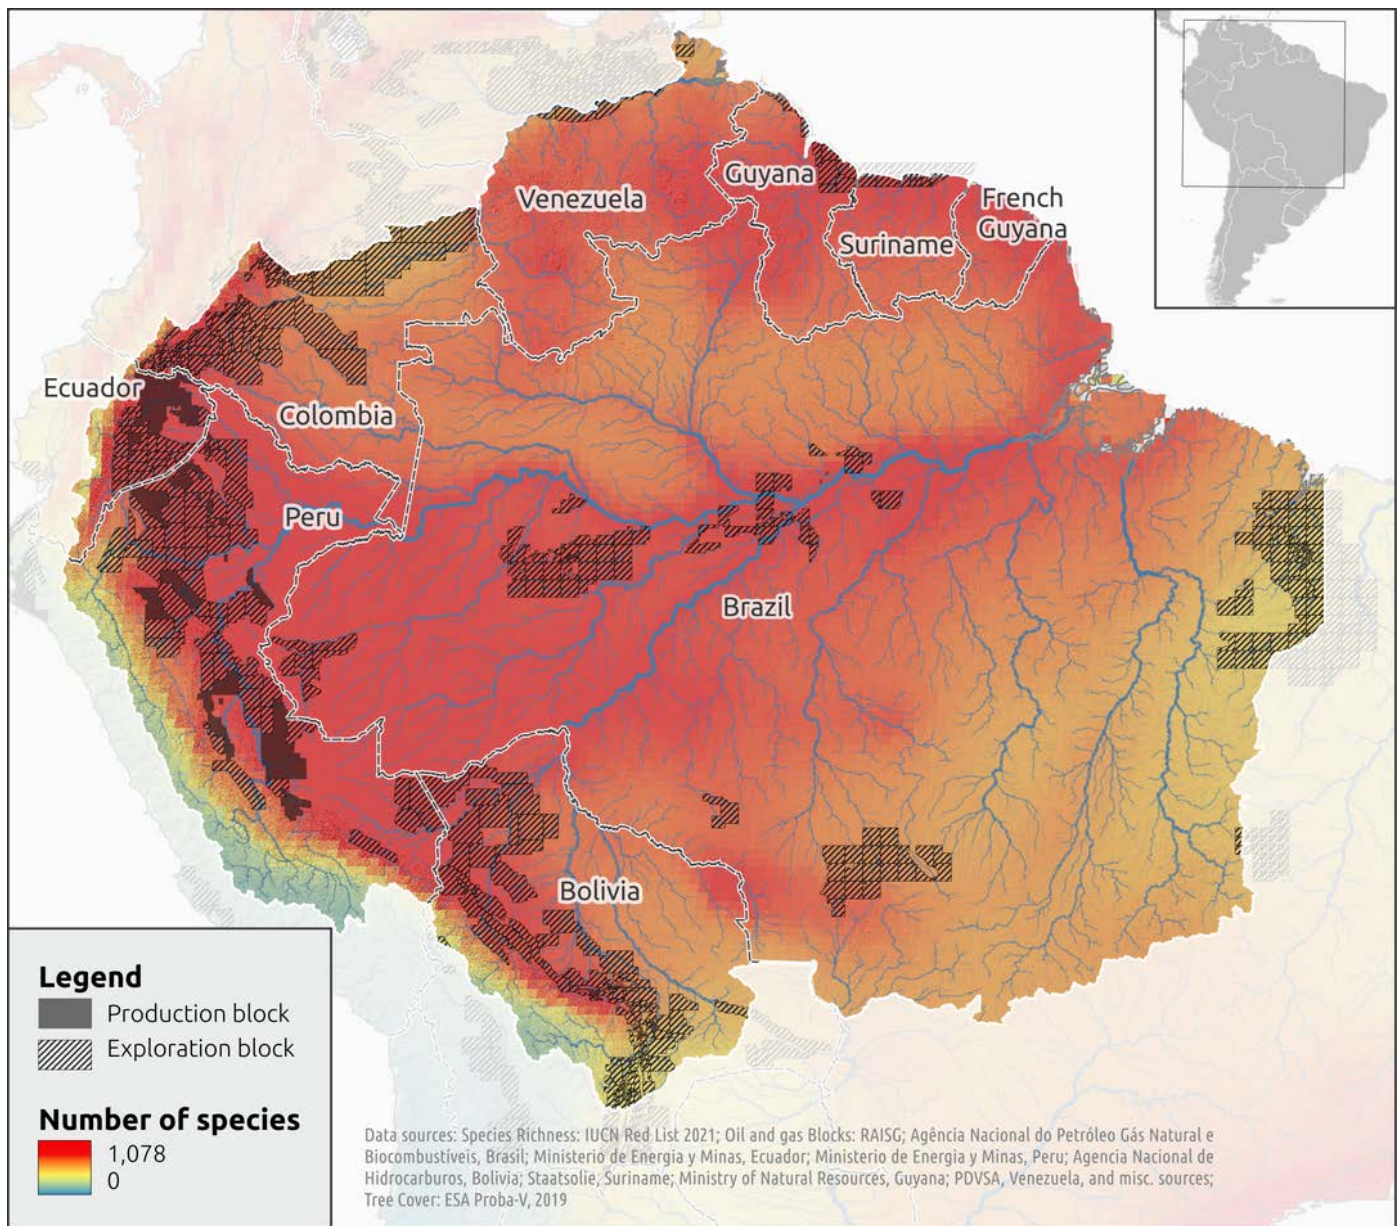 Venezuela
Guyana
French
Guyana
Suriname
Ecuador
Colombia
Peru
Brazil
Bolivia
Legend
Production block
Exploration block
Number of species
1,078
0
Data sources: Species Richness: IUCN Red List 2021; Oil and gas Blocks: RAISG; Agência Nacional do Petróleo Gás Natural e
Biocombustíveis, Brasil; Ministerio de Energia y Minas, Ecuador; Ministerio de Energia y Minas, Peru; Agencia Nacional de
Hidrocarburos, Bolivia; Staatsolie, Suriname; Ministry of Natural Resources, Guyana; PDVSA, Venezuela, and misc. sources;
Tree Cover: ESA Proba-V, 2019